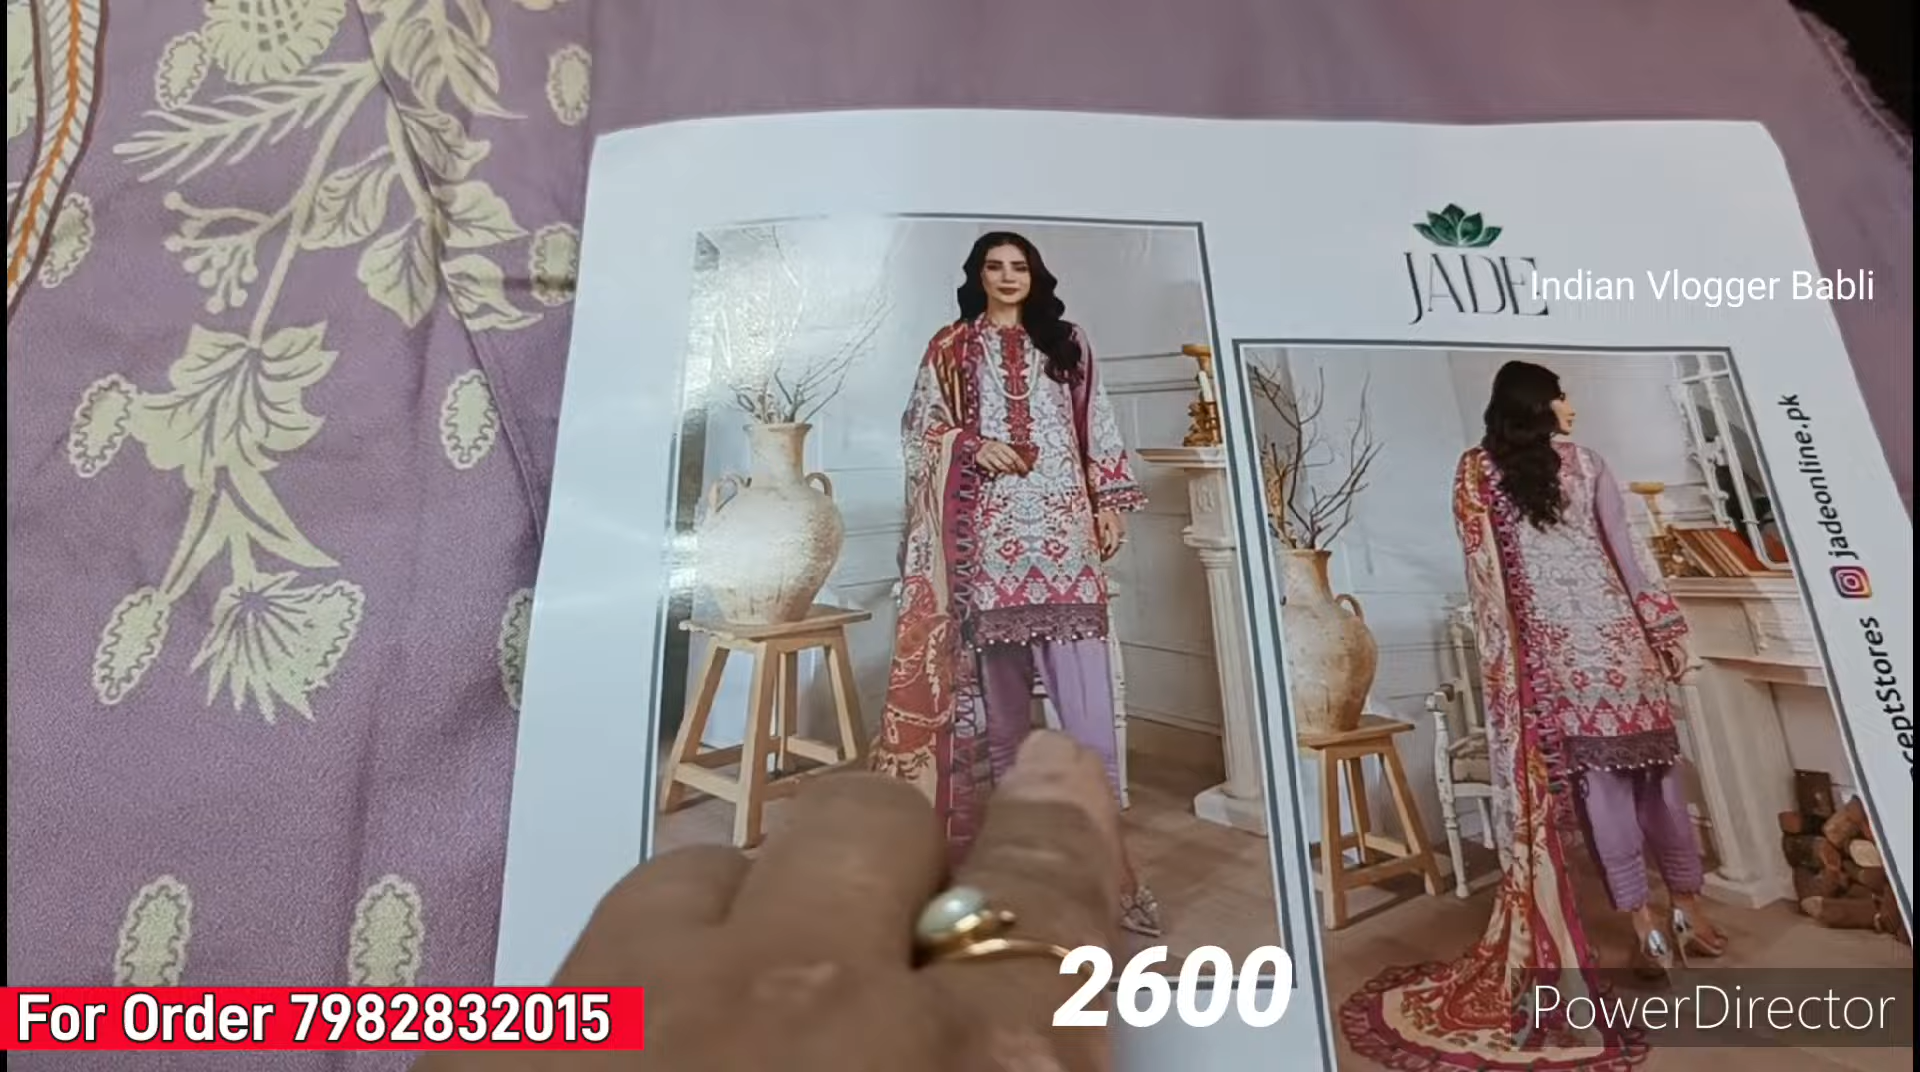 JADE
Indian Vlogger Babli
jadeonline.pk
ceptStores
2600
For Order 7982832015
PowerDirector